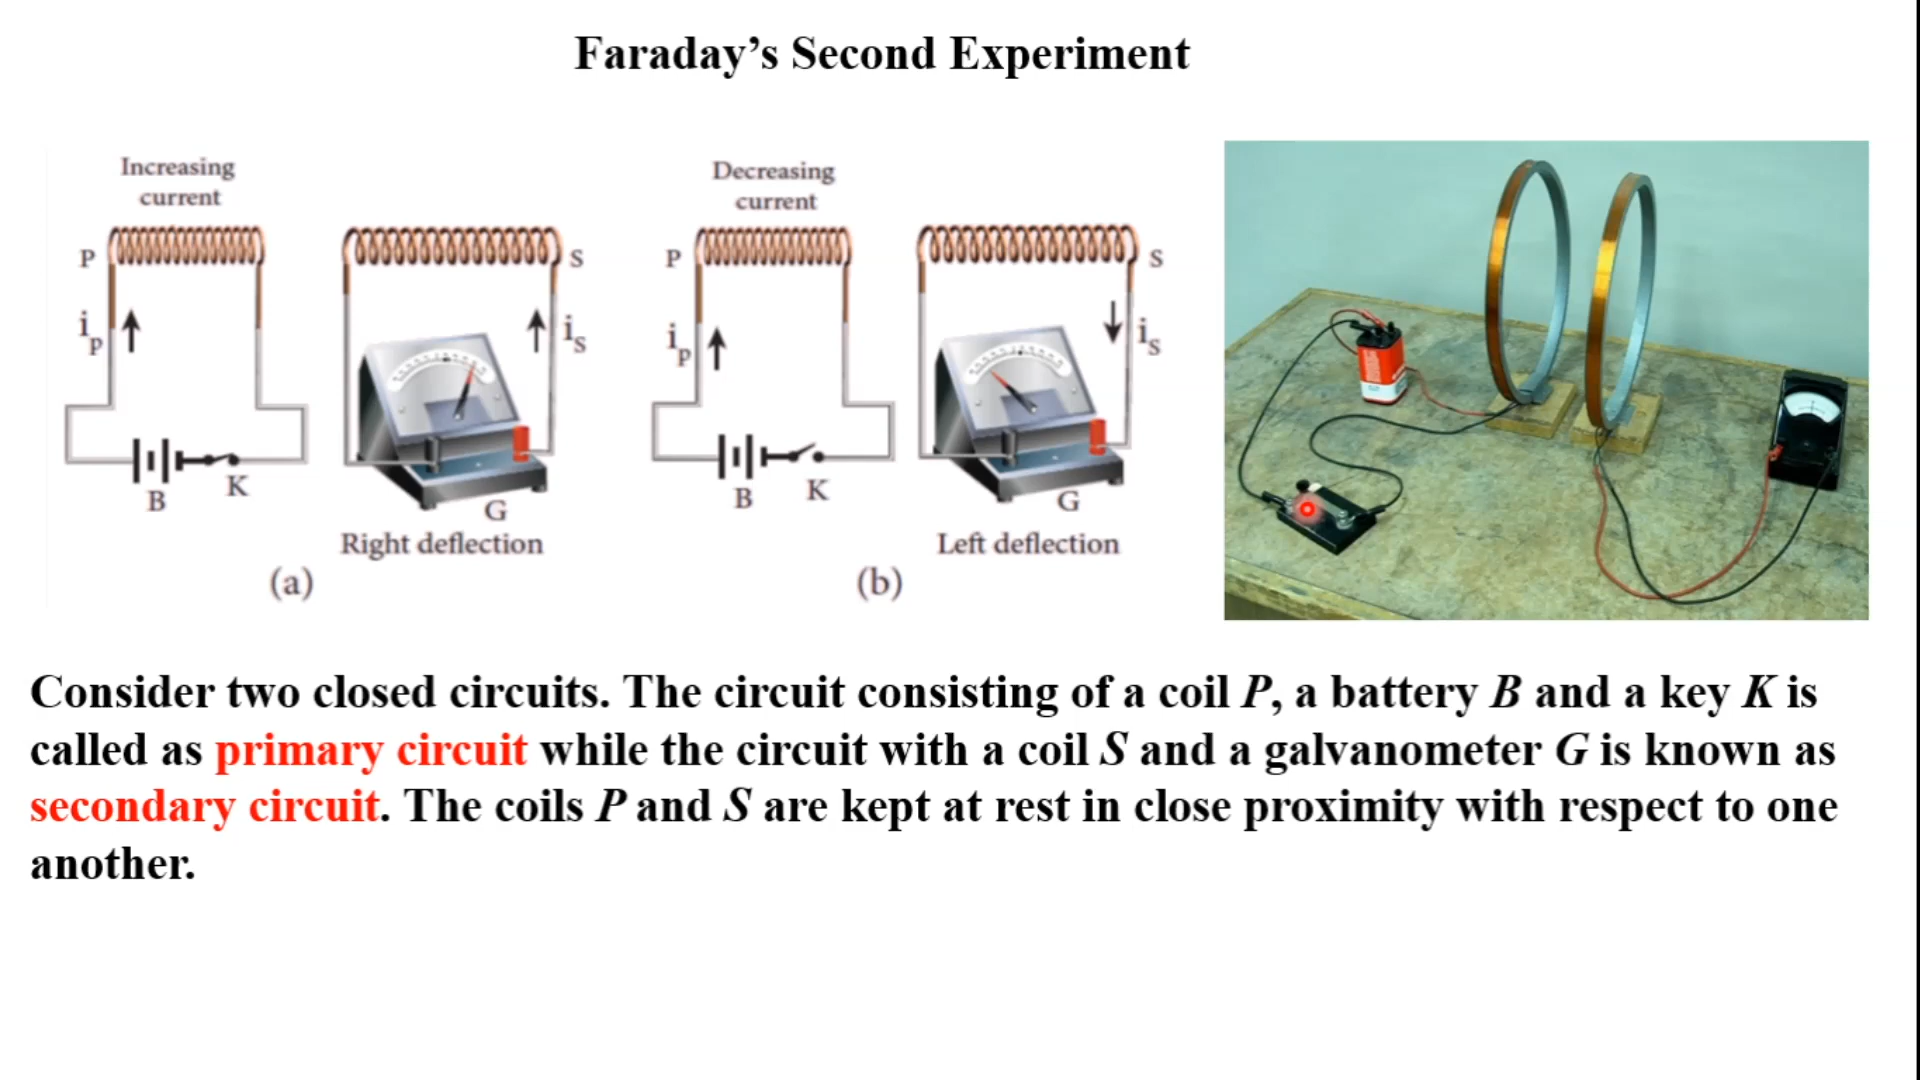 Faraday’s Second Experiment
Increasing
current
P
S
i_p
i_s
B
K
G
Right deflection
(a)
Decreasing
current
P
S
i_p
i_s
B
K
G
Left deflection
(b)
Consider two closed circuits. The circuit consisting of a coil P, a battery B and a key K is
called as primary circuit while the circuit with a coil S and a galvanometer G is known as
secondary circuit. The coils P and S are kept at rest in close proximity with respect to one
another.